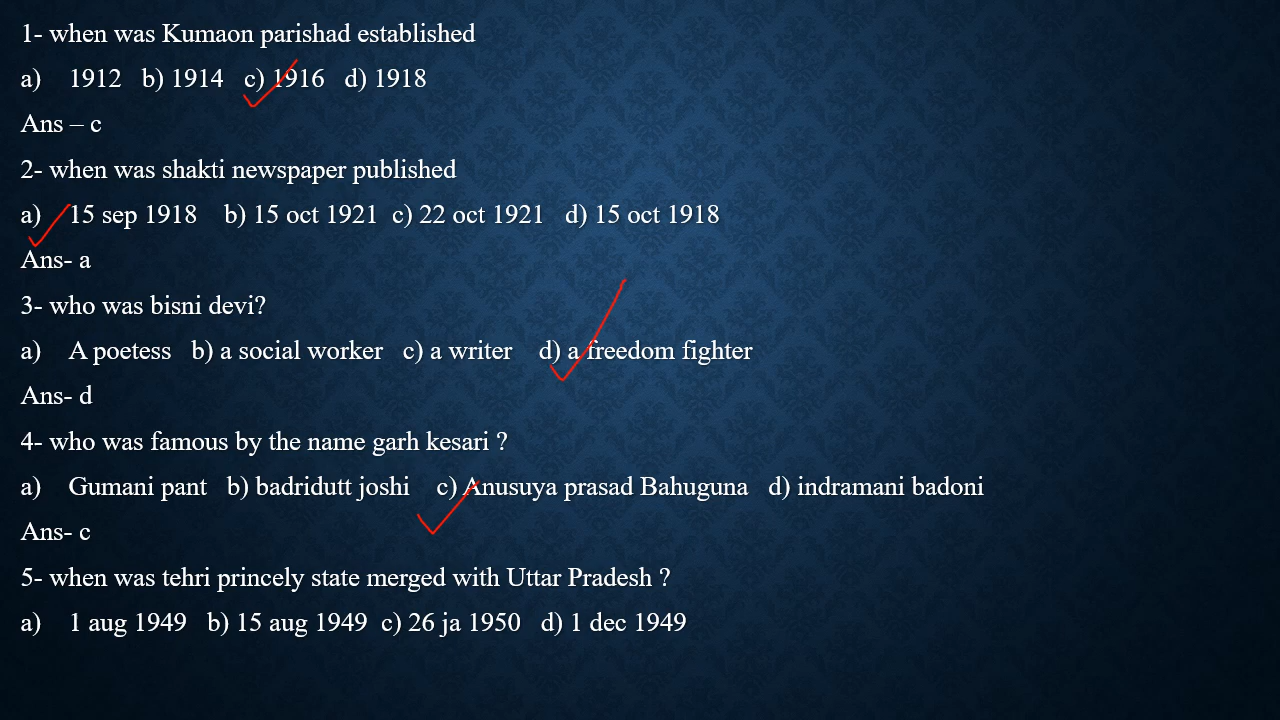 1- when was Kumaon parishad established
a) 1912 b) 1914 c) 1916 d) 1918
Ans – c
2- when was shakti newspaper published
a) 15 sep 1918 b) 15 oct 1921 c) 22 oct 1921 d) 15 oct 1918
Ans- a
3- who was bisni devi?
a) A poetess b) a social worker c) a writer d) a freedom fighter
Ans- d
4- who was famous by the name garh kesari ?
a) Gumani pant b) badridutt joshi c) Anusuya prasad Bahuguna d) indramani badoni
Ans- c
5- when was tehri princely state merged with Uttar Pradesh ?
a) 1 aug 1949 b) 15 aug 1949 c) 26 ja 1950 d) 1 dec 1949